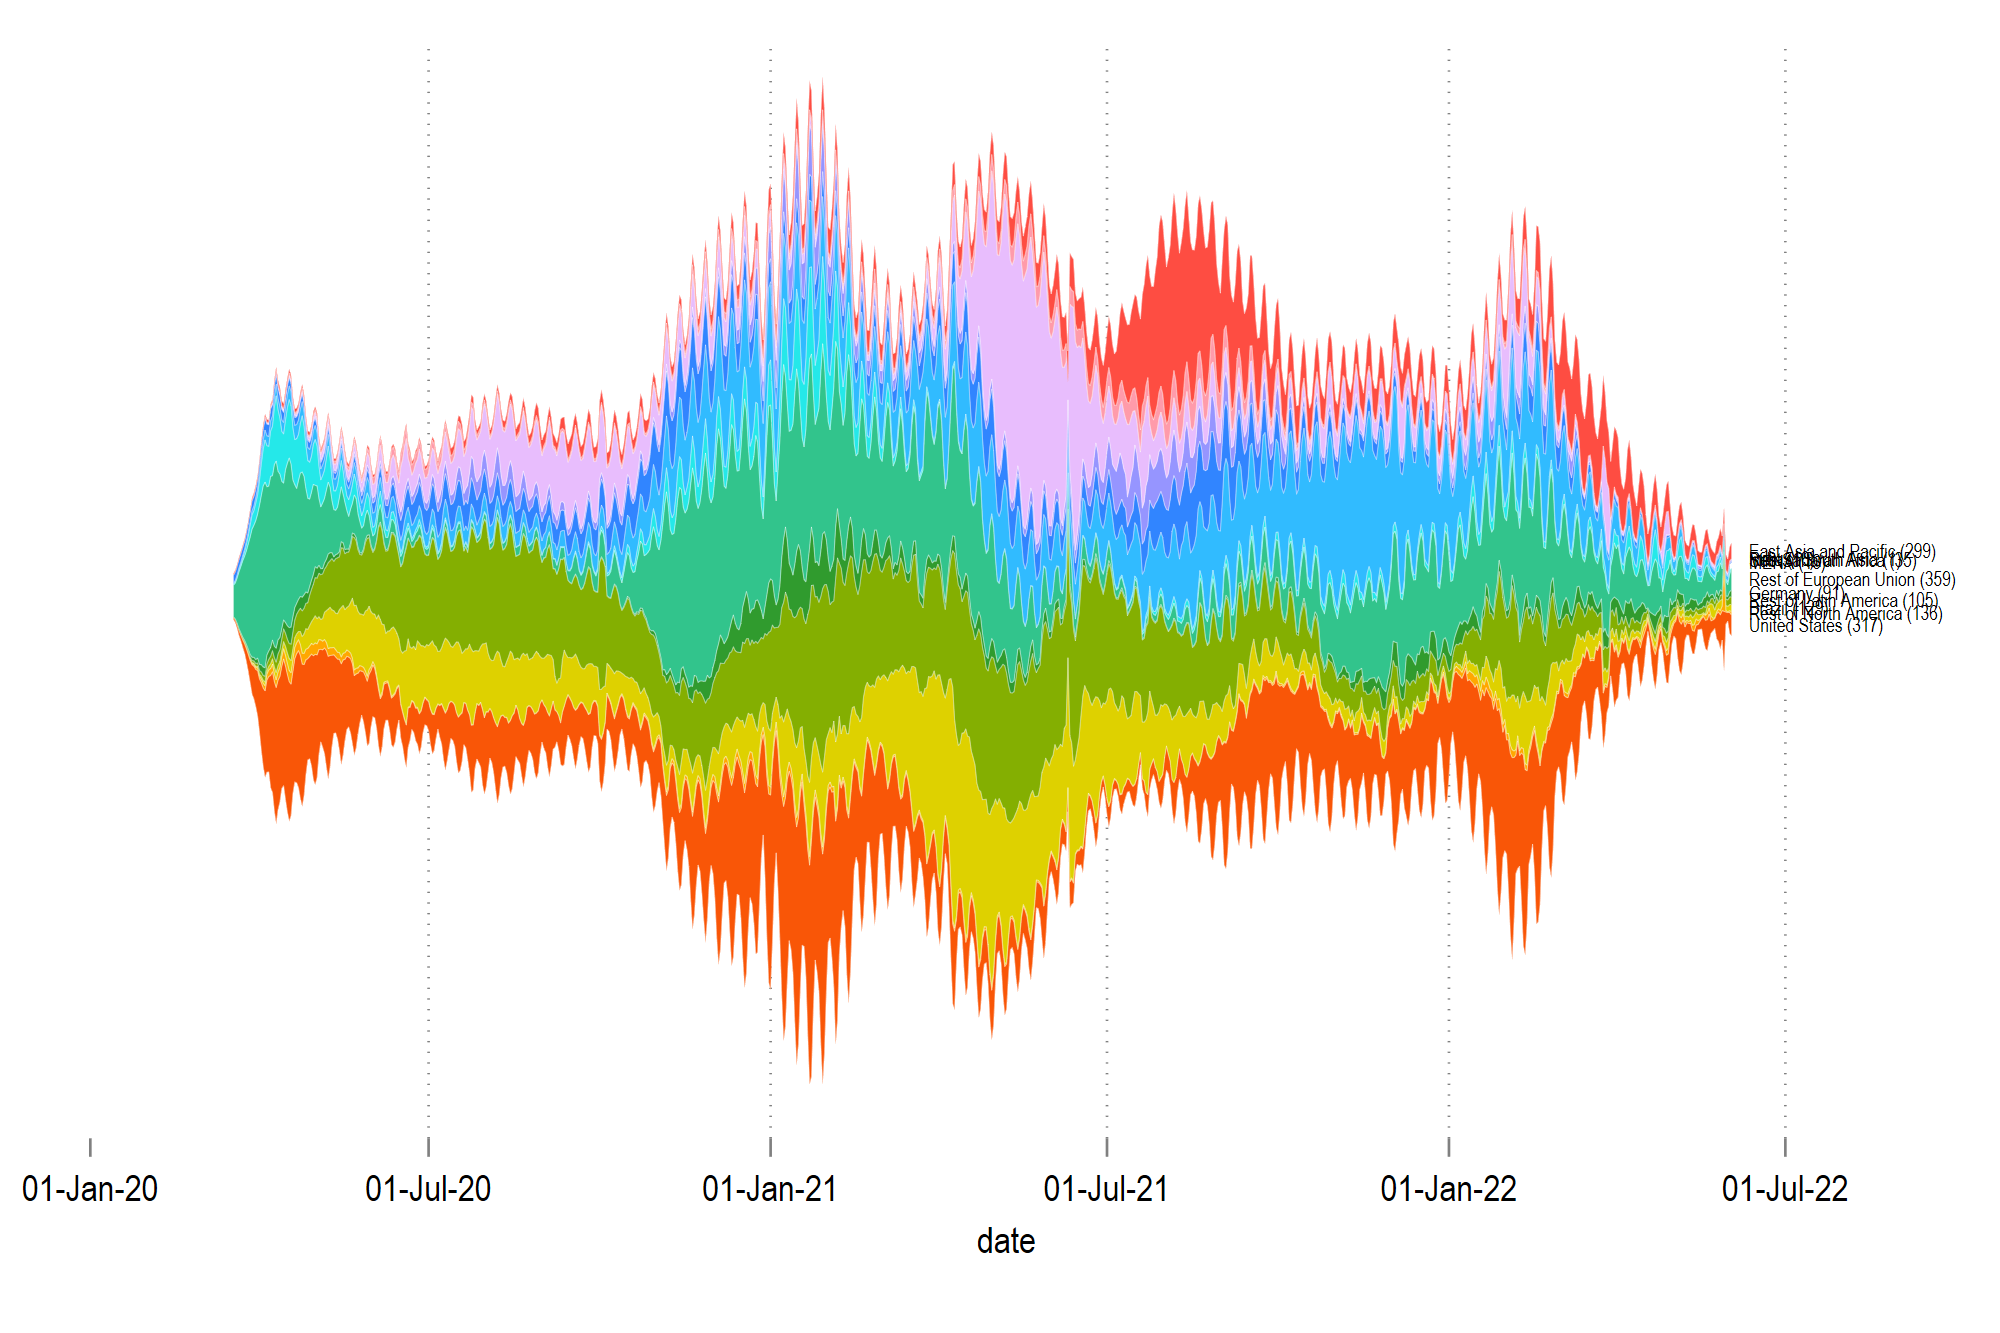 East Asia and Pacific (299)
Rest of European Union (359)
Germany (91)
Rest of Latin America (105)
Rest of North America (136)
United States (317)
01-Jan-20
01-Jul-20
01-Jan-21
01-Jul-21
01-Jan-22
01-Jul-22
date